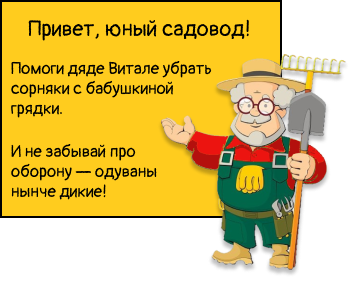 Привет, юный садовод!
Помоги дяде Витале убрать
сорняки с бабушкиной
грядки.
И не забывай про
оборону — одуваны
нынче дикие!